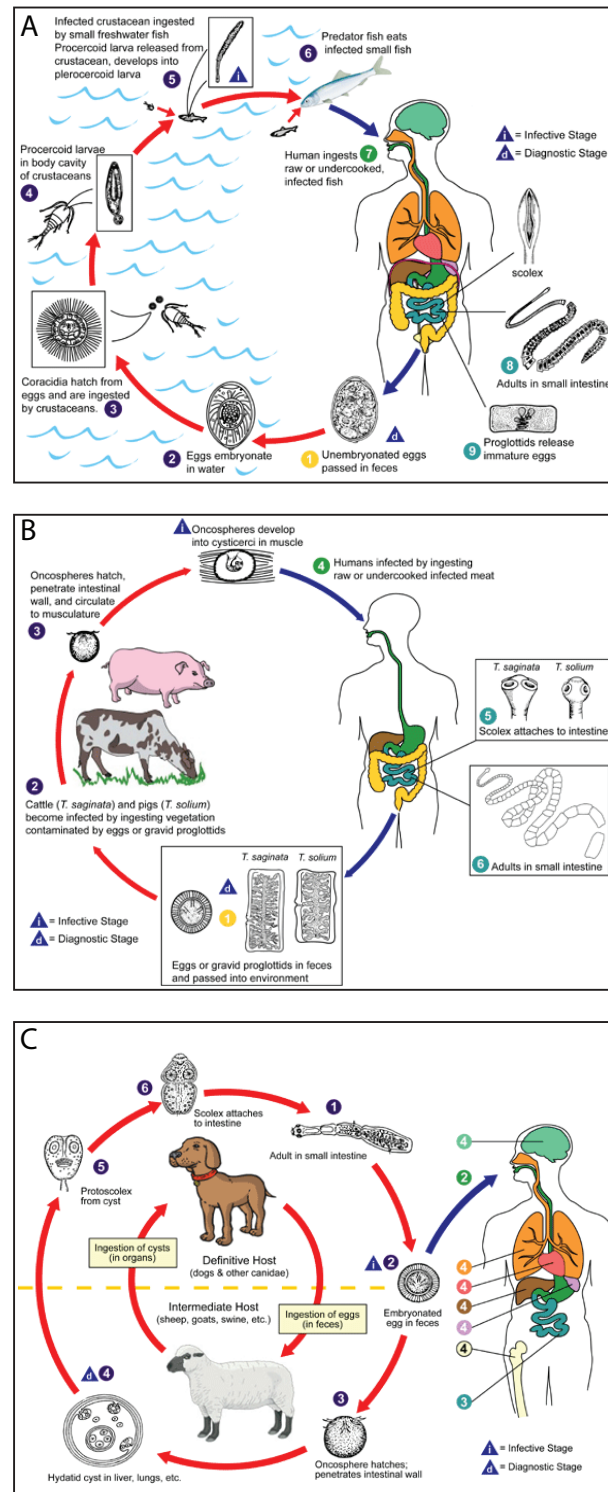 A
Infected crustacean ingested
by small freshwater fish
Procercoid larva released from
crustacean, develops into
plerocercoid larva
5
i
6
Predator fish eats
infected small fish
Procercoid larvae
in body cavity
of crustaceans
4
Human ingests 7
raw or undercooked,
infected fish
i = Infective Stage
d = Diagnostic Stage
scolex
8
Adults in small intestine
9
Proglottids release
immature eggs
Coracidia hatch from
eggs and are ingested
by crustaceans. 3
2 Eggs embryonate
in water
d
1 Unembryonated eggs
passed in feces
B
i Oncospheres develop
into cysticerci in muscle
4 Humans infected by ingesting
raw or undercooked infected meat
Oncospheres hatch,
penetrate intestinal
wall, and circulate
to musculature
3
T. saginata T. solium
5
Scolex attaches to intestine
6 Adults in small intestine
2
Cattle (T. saginata) and pigs (T. solium)
become infected by ingesting vegetation
contaminated by eggs or gravid proglottids
T. saginata T. solium
d
1
Eggs or gravid proglottids in feces
and passed into environment
i = Infective Stage
d = Diagnostic Stage
C
6
Scolex attaches
to intestine
1
Adult in small intestine
5
Protoscolex
from cyst
Ingestion of cysts
(in organs)
Definitive Host
(dogs & other canidae)
i 2
Embryonated
egg in feces
Intermediate Host
(sheep, goats, swine, etc.)
Ingestion of eggs
(in feces)
d 4
Hydatid cyst in liver, lungs, etc.
3
Oncosphere hatches;
penetrates intestinal wall
4
2
4
4
4
4
4
3
i = Infective Stage
d = Diagnostic Stage